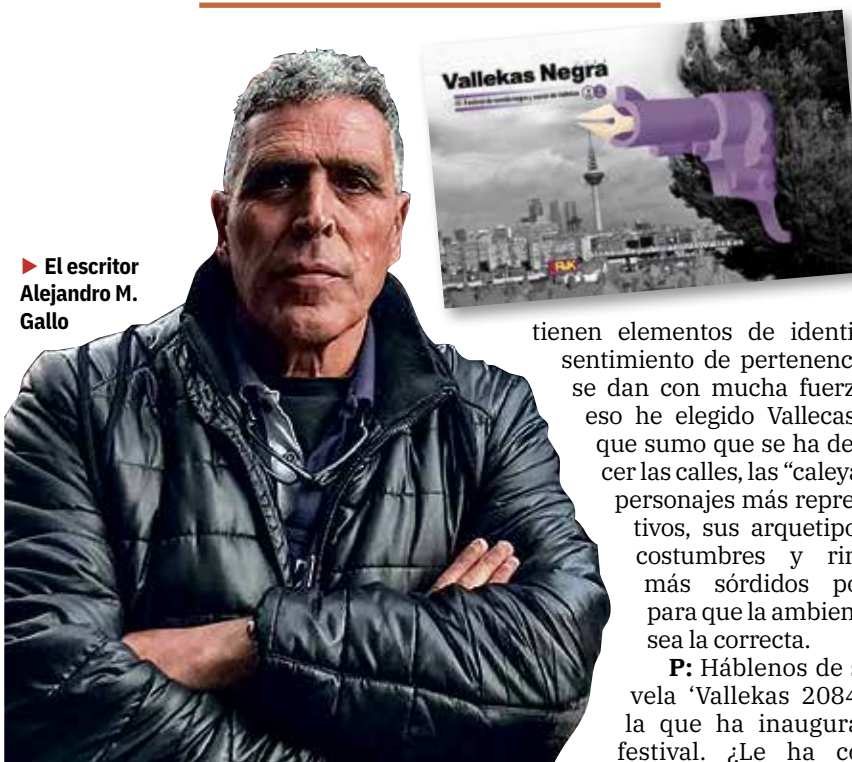 ▶ El escritor
Alejandro M.
Gallo
Vallekas Negra
tienen elementos de identi
sentimiento de pertenenc
se dan con mucha fuerz
eso he elegido Vallecas
que sumo que se ha de
cer las calles, las “caleya
personajes más repre
tivos, sus arquetipo
costumbres y rin
más sórdidos po
para que la ambien
sea la correcta.
P: Háblenos de s
vela ‘Vallekas 2084
la que ha inaugura
festival. ¿Le ha co